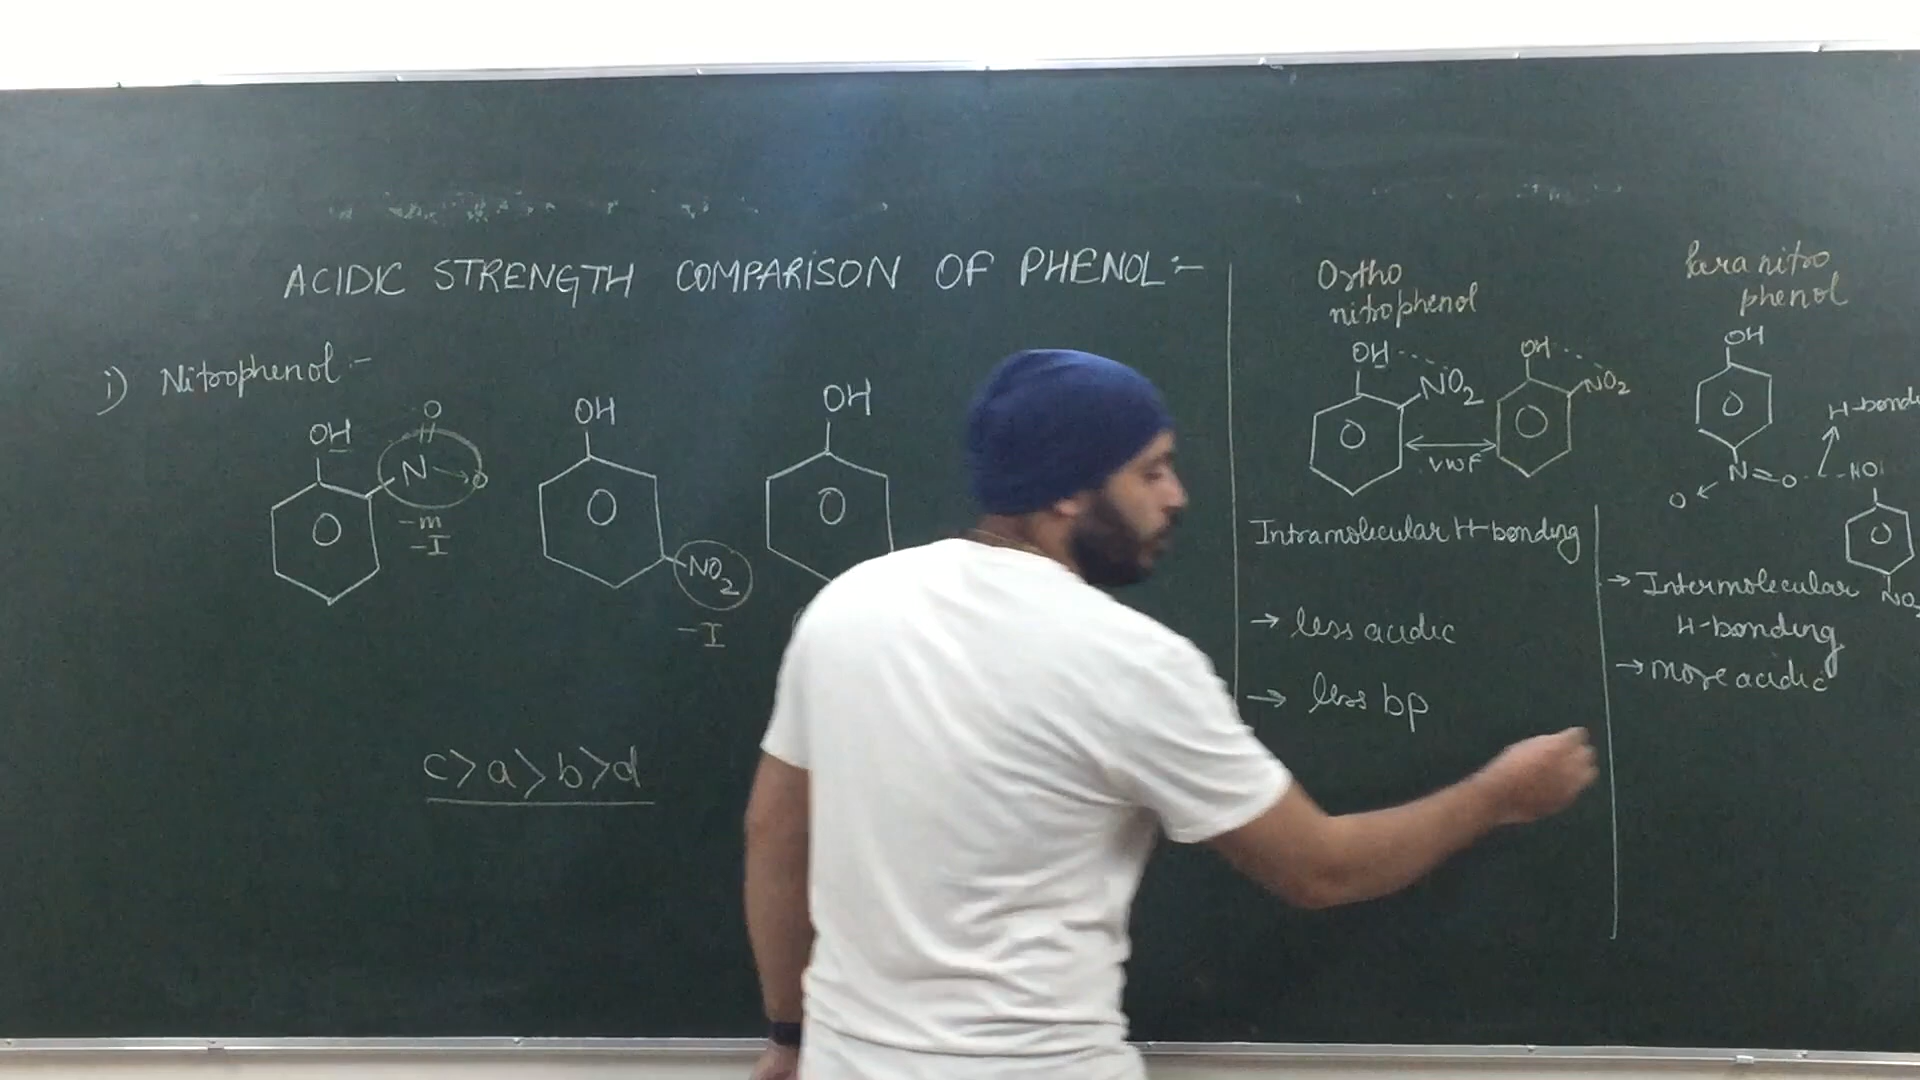 ACIDIC STRENGTH COMPARISON OF PHENOL:-
i) Nitrophenol:-
OH
O
N→O
-m
-I
OH
NO2
-I
OH
c>a>b>d
Ortho
nitrophenol
OH
NO2
OH
NO2
VWF
Intramolecular H-bonding
→ less acidic
→ less bp
Para nitro
phenol
OH
N=O
O
HO
NO
→ Intermolecular
H-bonding
→ more acidic